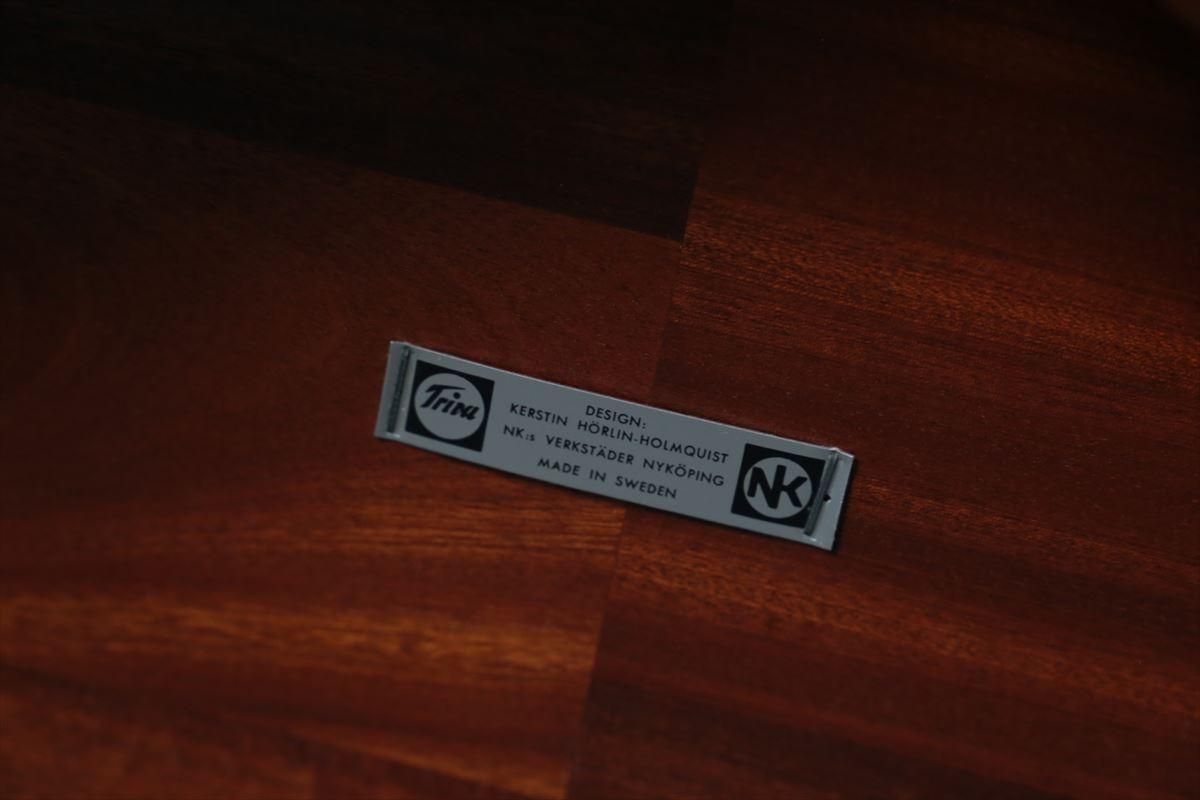 Triva
DESIGN:
KERSTIN HÖRLIN-HOLMQUIST
NK:s VERKSTÄDER NYKÖPING
MADE IN SWEDEN
NK